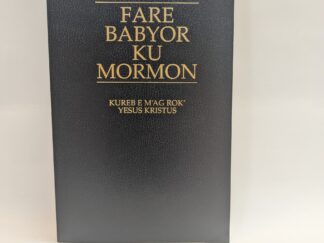 FARE
BABYOR
KU
MORMON
KUREB E M'AG ROK'
YESUS KRISTUS